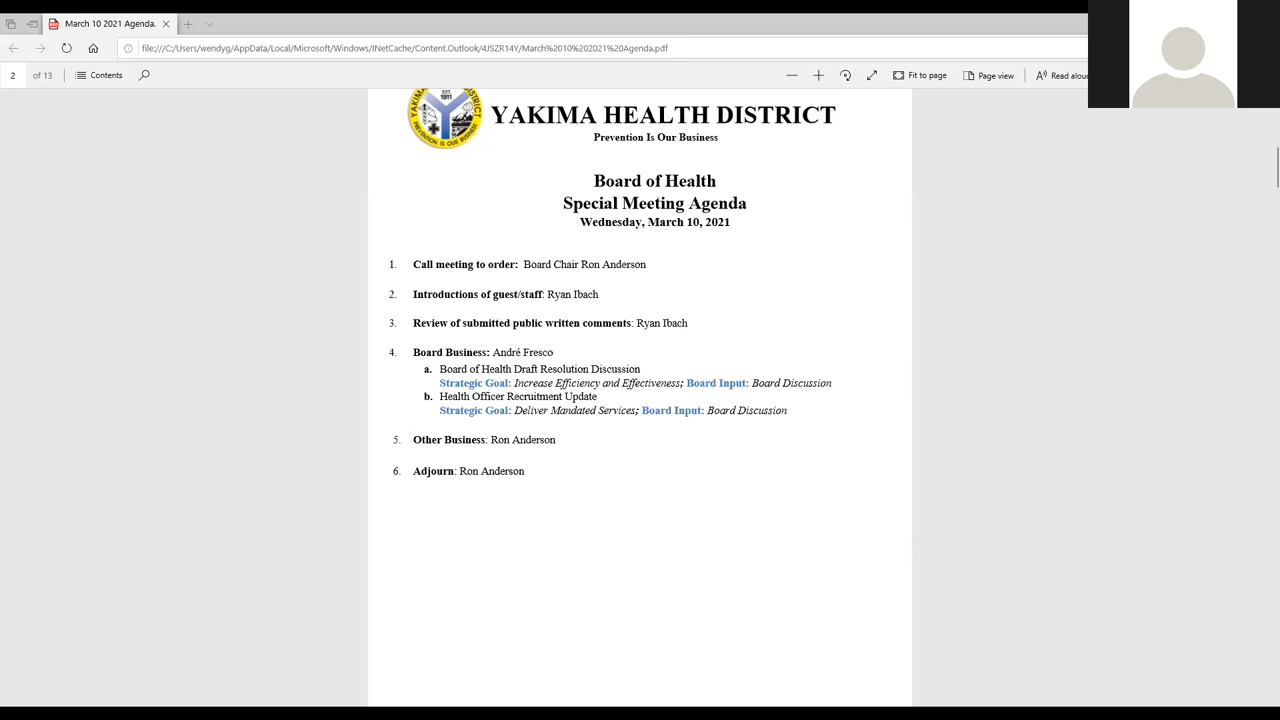 March 10 2021 Agenda.
file:///C:/Users/wendyg/AppData/Local/Microsoft/Windows/INetCache/Content.Outlook/4JSZR14Y/March%2010%202021%20Agenda.pdf
2 of 13 Contents Fit to page Page view Read
EST.
1911
PREVENTION IS OUR BUSINESS
YAKIMA HEALTH DISTRICT
Prevention Is Our Business
Board of Health
Special Meeting Agenda
Wednesday, March 10, 2021
1. Call meeting to order: Board Chair Ron Anderson
2. Introductions of guest/staff: Ryan Ibach
3. Review of submitted public written comments: Ryan Ibach
4. Board Business: André Fresco
a. Board of Health Draft Resolution Discussion
Strategic Goal: Increase Efficiency and Effectiveness; Board Input: Board Discussion
b. Health Officer Recruitment Update
Strategic Goal: Deliver Mandated Services; Board Input: Board Discussion
5. Other Business: Ron Anderson
6. Adjourn: Ron Anderson